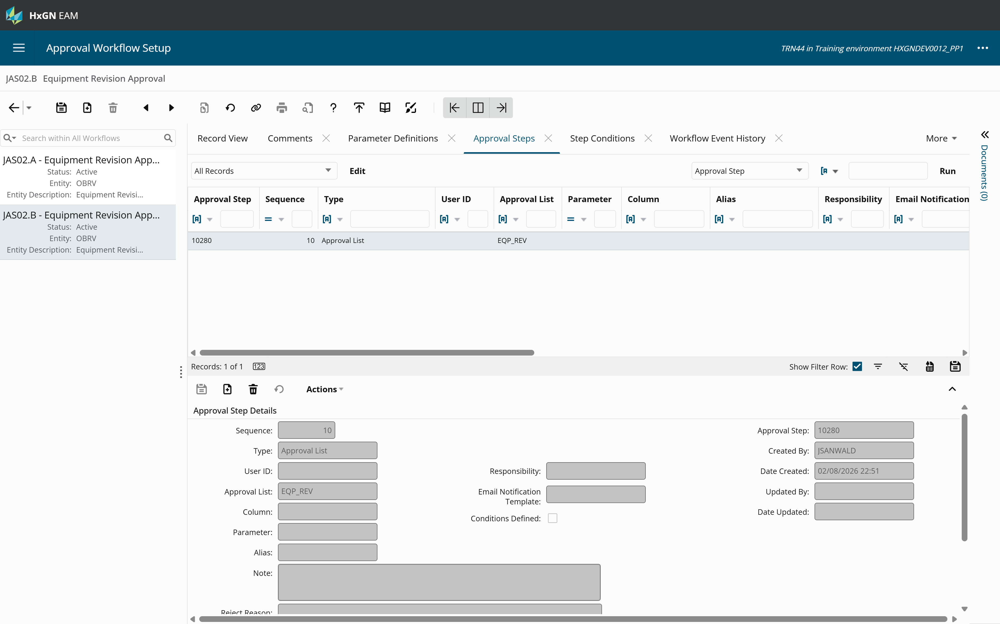 HxGN EAM
Approval Workflow Setup
TRN44 in Training environment HXGNDEV0012_PP1
JAS02.B Equipment Revision Approval
Search within All Workflows
JAS02.A - Equipment Revision App...
Status: Active
Entity: OBRV
Entity Description: Equipment Revisi...
JAS02.B - Equipment Revision App...
Status: Active
Entity: OBRV
Entity Description: Equipment Revisi...
Record View Comments Parameter Definitions Approval Steps Step Conditions Workflow Event History More
Documents (0)
All Records Edit Approval Step [A] Run
Approval Step Sequence Type User ID Approval List Parameter Column Alias Responsibility Email Notification
[A] = [A] [A] [A] = [A] [A] [A] [A]
10280 10 Approval List EQP_REV
Records: 1 of 1 123 Show Filter Row:
Actions
Approval Step Details
Sequence: 10
Type: Approval List
User ID:
Approval List: EQP_REV
Column:
Parameter:
Alias:
Note:
Reject Reason:
Responsibility:
Email Notification
Template:
Conditions Defined:
Approval Step: 10280
Created By: JSANWALD
Date Created: 02/08/2026 22:51
Updated By:
Date Updated: